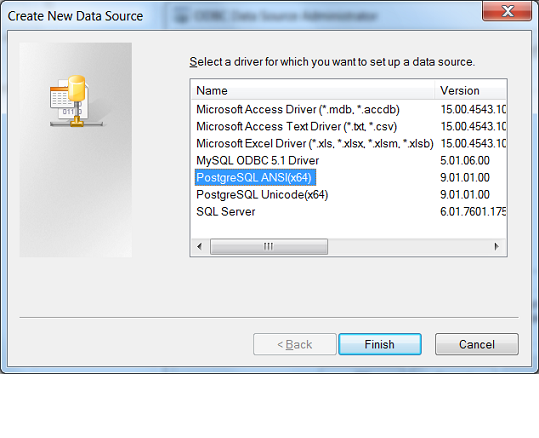 Create New Data Source
ODBC Data Source Administrator
Select a driver for which you want to set up a data source.
Name Version
Microsoft Access Driver (*.mdb, *.accdb) 15.00.4543.10
Microsoft Access Text Driver (*.txt, *.csv) 15.00.4543.10
Microsoft Excel Driver (*.xls, *.xlsx, *.xlsm, *.xlsb) 15.00.4543.10
MySQL ODBC 5.1 Driver 5.01.06.00
PostgreSQL ANSI(x64) 9.01.01.00
PostgreSQL Unicode(x64) 9.01.01.00
SQL Server 6.01.7601.175
01110
< Back Finish Cancel